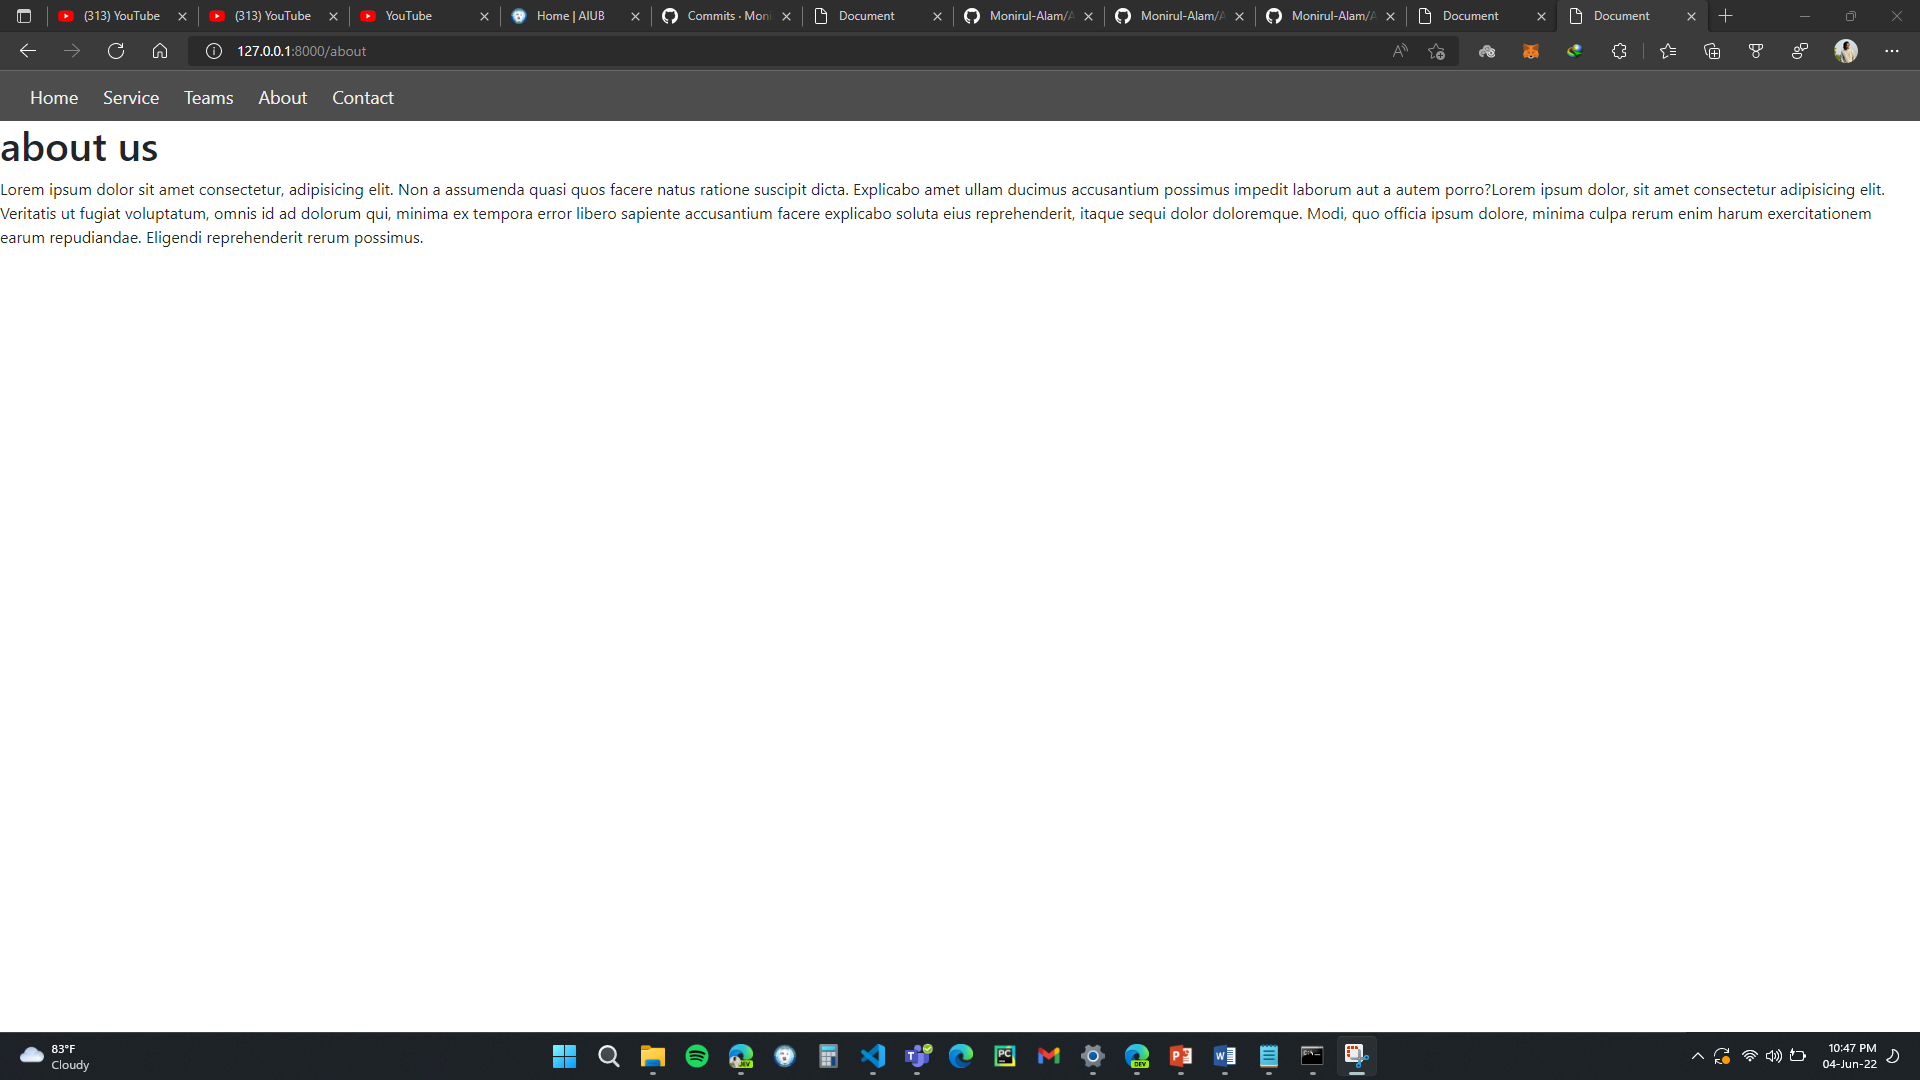 (313) YouTube
(313) YouTube
YouTube
Home | AIUB
Commits · Moni
Document
Monirul-Alam/A
Monirul-Alam/A
Monirul-Alam/A
Document
Document
127.0.0.1:8000/about
Home Service Teams About Contact
about us
Lorem ipsum dolor sit amet consectetur, adipisicing elit. Non a assumenda quasi quos facere natus ratione suscipit dicta. Explicabo amet ullam ducimus accusantium possimus impedit laborum aut a autem porro?Lorem ipsum dolor, sit amet consectetur adipisicing elit.
Veritatis ut fugiat voluptatum, omnis id ad dolorum qui, minima ex tempora error libero sapiente accusantium facere explicabo soluta eius reprehenderit, itaque sequi dolor doloremque. Modi, quo officia ipsum dolore, minima culpa rerum enim harum exercitationem
earum repudiandae. Eligendi reprehenderit rerum possimus.
83°F
Cloudy
10:47 PM
04-Jun-22